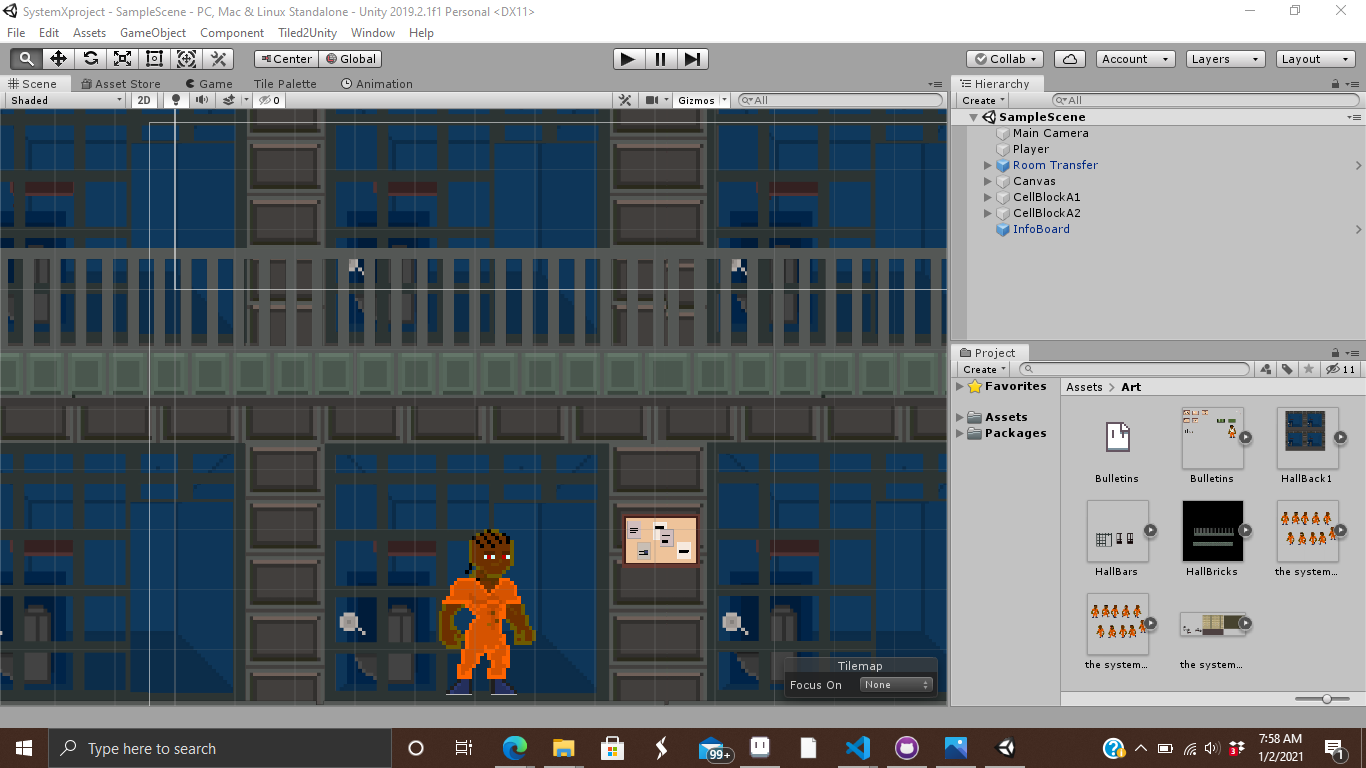 SystemXproject - SampleScene - PC, Mac & Linux Standalone - Unity 2019.2.1f1 Personal <DX11>
File Edit Assets GameObject Component Tiled2Unity Window Help
Center Global Collab Account Layers Layout
Scene Asset Store Game Tile Palette Animation
Shaded 2D 0 Gizmos All
Hierarchy
Create All
SampleScene
Main Camera
Player
Room Transfer
Canvas
CellBlockA1
CellBlockA2
InfoBoard
Project
Create 11
Favorites
Assets
Packages
Assets > Art
Bulletins Bulletins HallBack1
HallBars HallBricks the system...
the system... the system...
Tilemap
Focus On None
Type here to search
99+
7:58 AM
1/2/2021
1